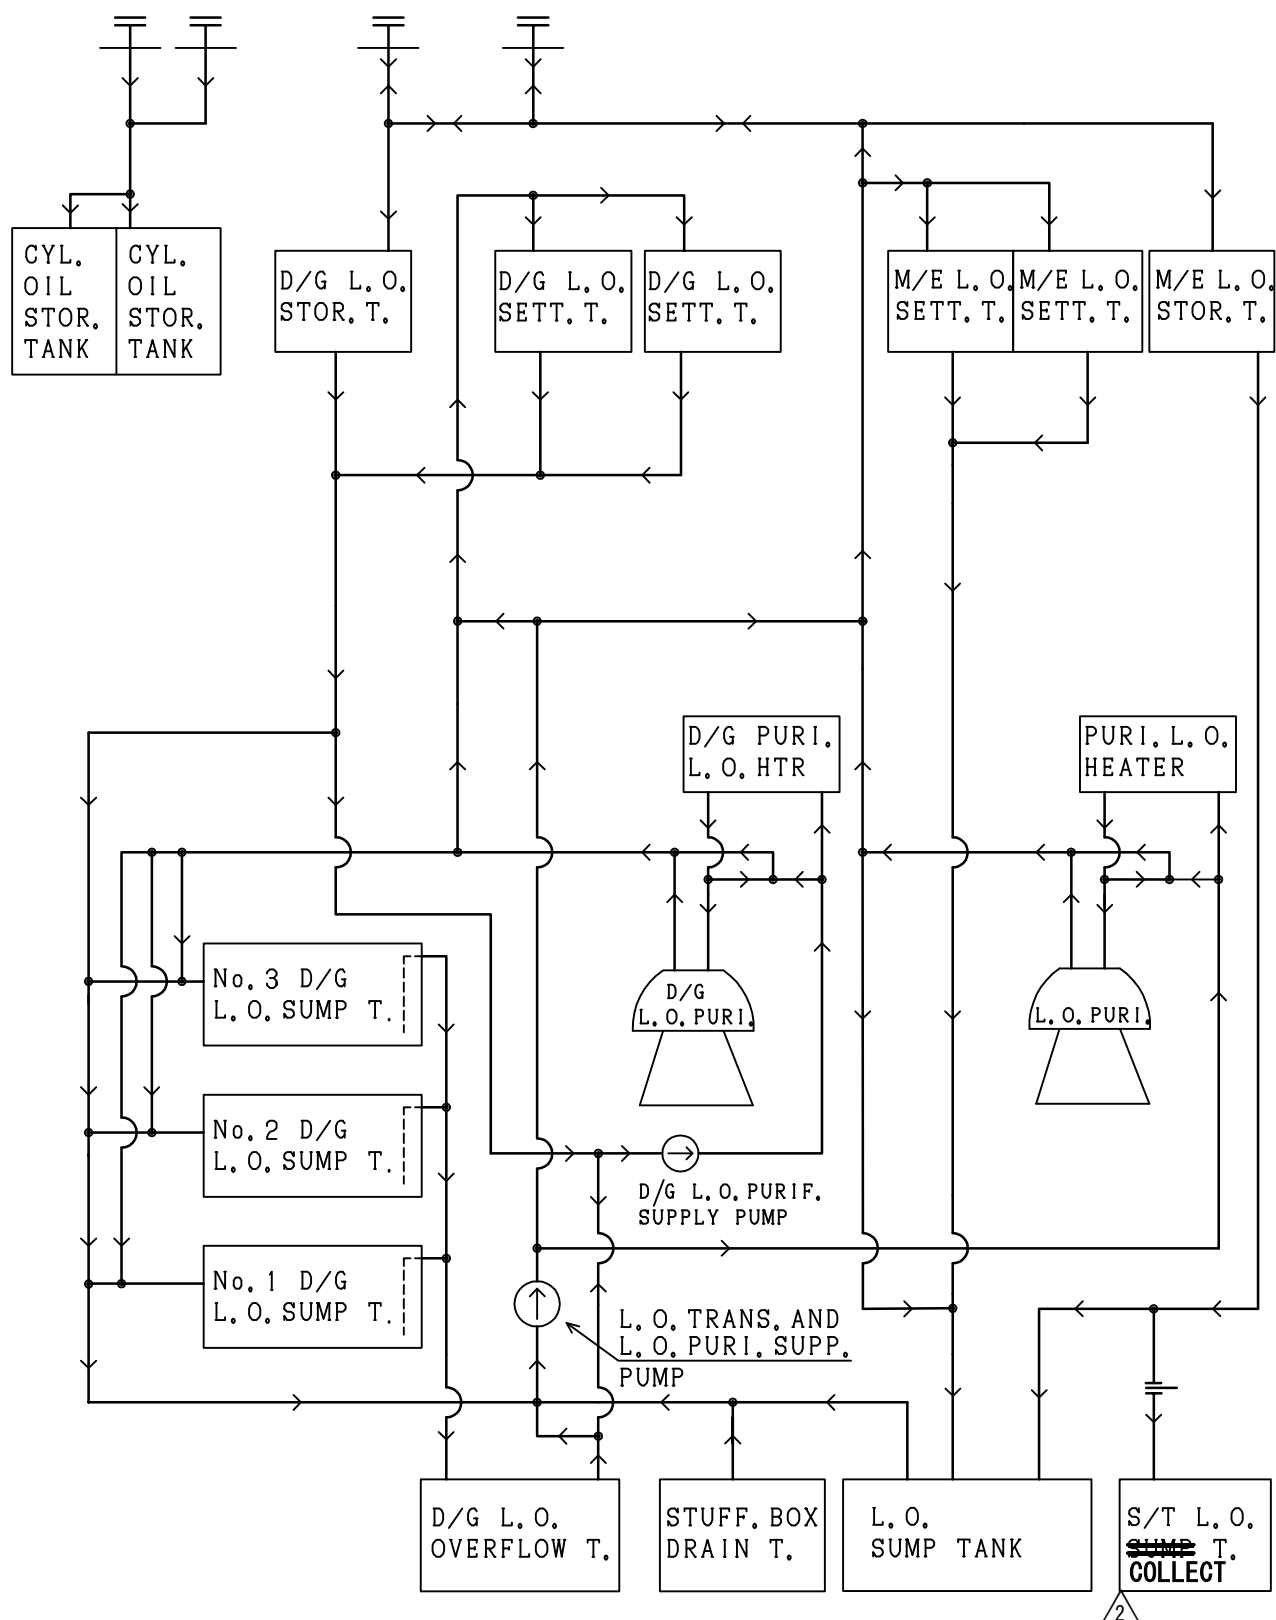 CYL.
OIL
STOR.
TANK
CYL.
OIL
STOR.
TANK
D/G L.O.
STOR.T.
D/G L.O.
SETT.T.
D/G L.O.
SETT.T.
M/E L.O.
SETT.T.
M/E L.O.
SETT.T.
M/E L.O.
STOR.T.
D/G PURI.
L.O.HTR
PURI.L.O.
HEATER
No.3 D/G
L.O.SUMP T.
D/G
L.O.PURI.
L.O.PURI.
No.2 D/G
L.O.SUMP T.
D/G L.O.PURIF.
SUPPLY PUMP
No.1 D/G
L.O.SUMP T.
L.O.TRANS.AND
L.O.PURI.SUPP.
PUMP
D/G L.O.
OVERFLOW T.
STUFF.BOX
DRAIN T.
L.O.
SUMP TANK
S/T L.O.
SUMP T.
COLLECT
2